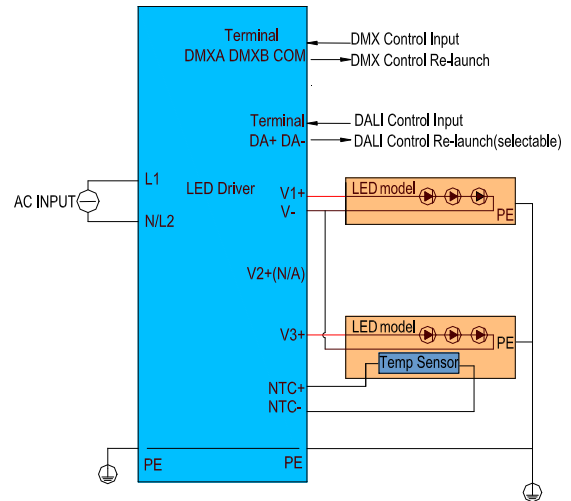 Terminal
DMXA DMXB COM
DMX Control Input
DMX Control Re-launch
Terminal
DA+ DA-
DALI Control Input
DALI Control Re-launch(selectable)
AC INPUT
L1
N/L2
LED Driver
V1+
V-
LED model
PE
V2+(N/A)
V3+
LED model
PE
Temp Sensor
NTC+
NTC-
PE
PE